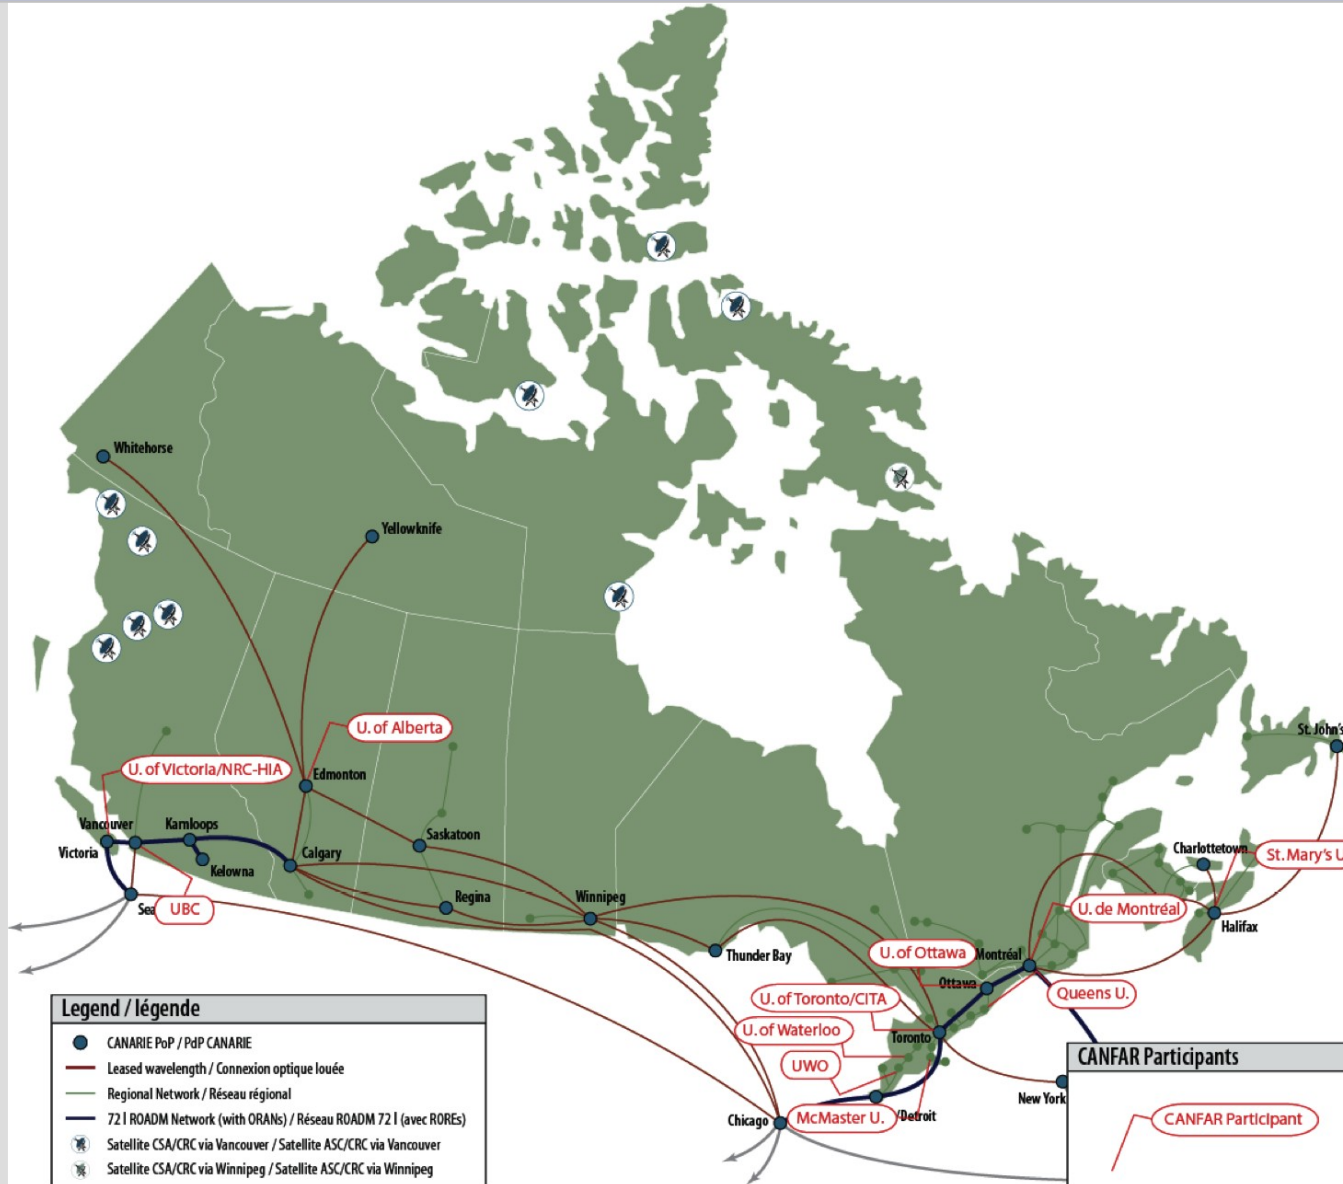 Whitehorse
Yellowknife
U. of Alberta
St. John's
U. of Victoria/NRC-HIA
Edmonton
Vancouver
Kamloops
Saskatoon
Victoria
Calgary
Charlottetown
St. Mary's U
Kelowna
Regina
Winnipeg
Sea
UBC
U. de Montréal
Halifax
Thunder Bay
U. of Ottawa
Montréal
Ottawa
Queens U.
U. of Toronto/CITA
U. of Waterloo
Toronto
UWO
New York
Chicago
McMaster U.
/Detroit
Legend / légende
CANARIE PoP / PdP CANARIE
Leased wavelength / Connexion optique louée
Regional Network / Réseau régional
72 l ROADM Network (with ORANs) / Réseau ROADM 72 l (avec ROREs)
Satellite CSA/CRC via Vancouver / Satellite ASC/CRC via Vancouver
Satellite CSA/CRC via Winnipeg / Satellite ASC/CRC via Winnipeg
CANFAR Participants
CANFAR Participant